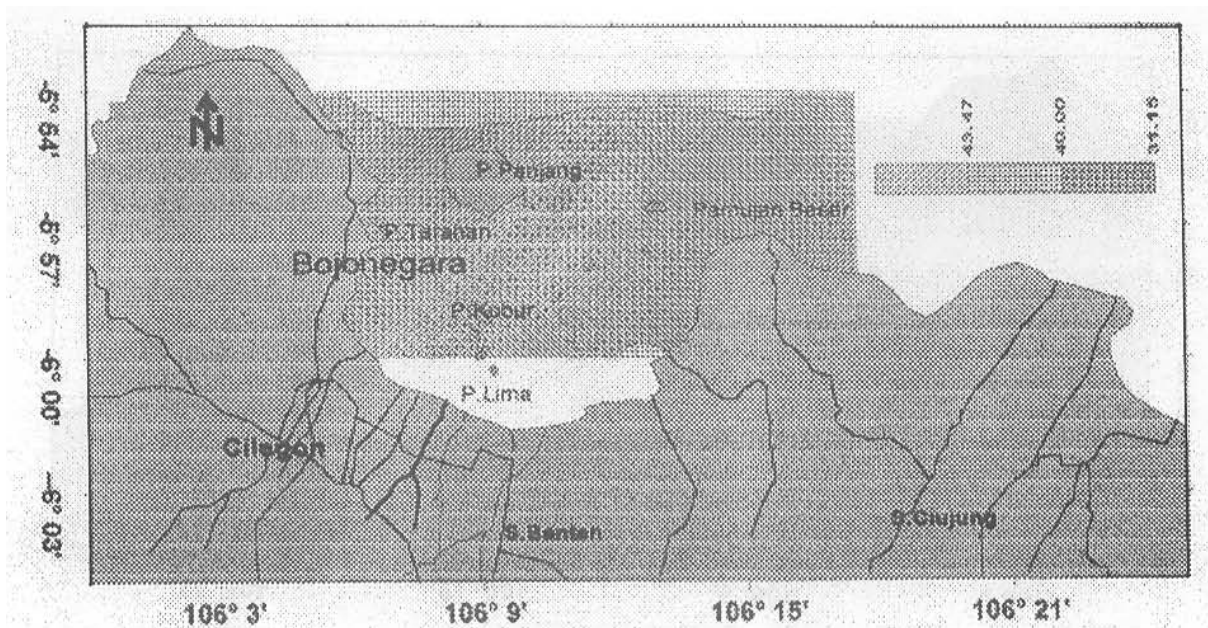 -5° 54'
-5° 57'
-6° 00'
-6° 03'
N
43.47
40.00
31.15
P.Panjang
Pamujan Besar
P.Tarahan
Bojonegara
P.Kubur
P.Lima
Cilegon
S.Banten
S.Ciujung
106° 3'
106° 9'
106° 15'
106° 21'